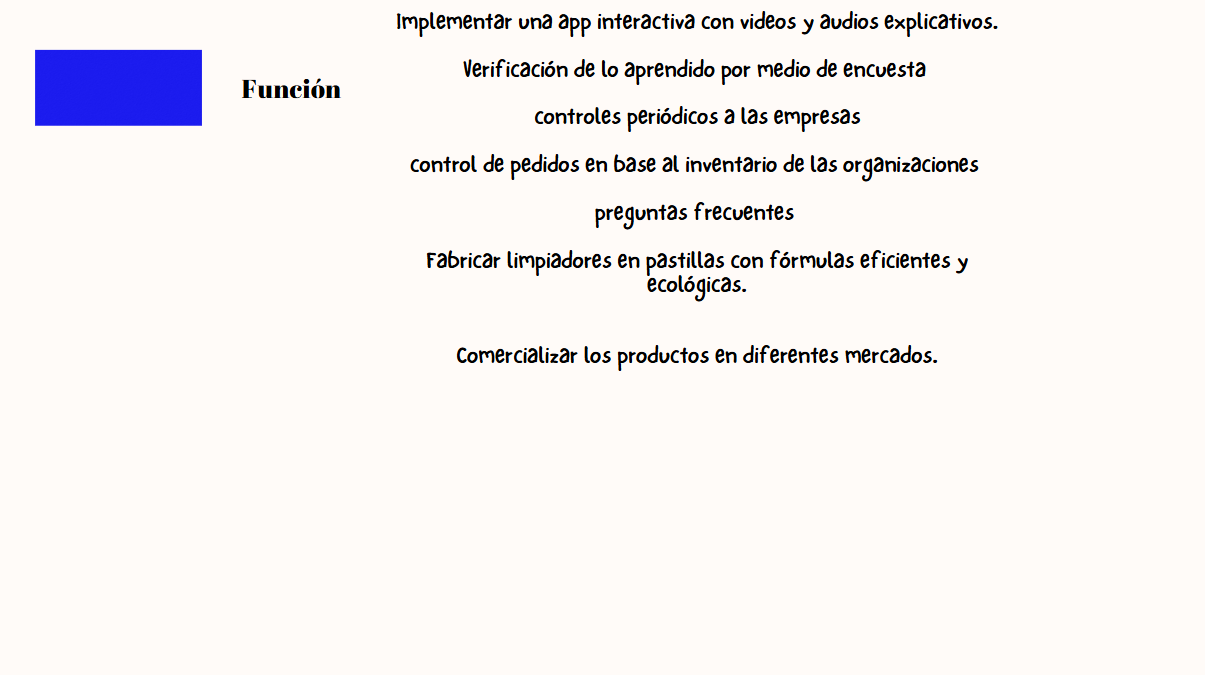 Implementar una app interactiva con videos y audios explicativos.
Verificación de lo aprendido por medio de encuesta
Función
controles periódicos a las empresas
control de pedidos en base al inventario de las organizaciones
preguntas frecuentes
Fabricar limpiadores en pastillas con fórmulas eficientes y
ecológicas.
Comercializar los productos en diferentes mercados.